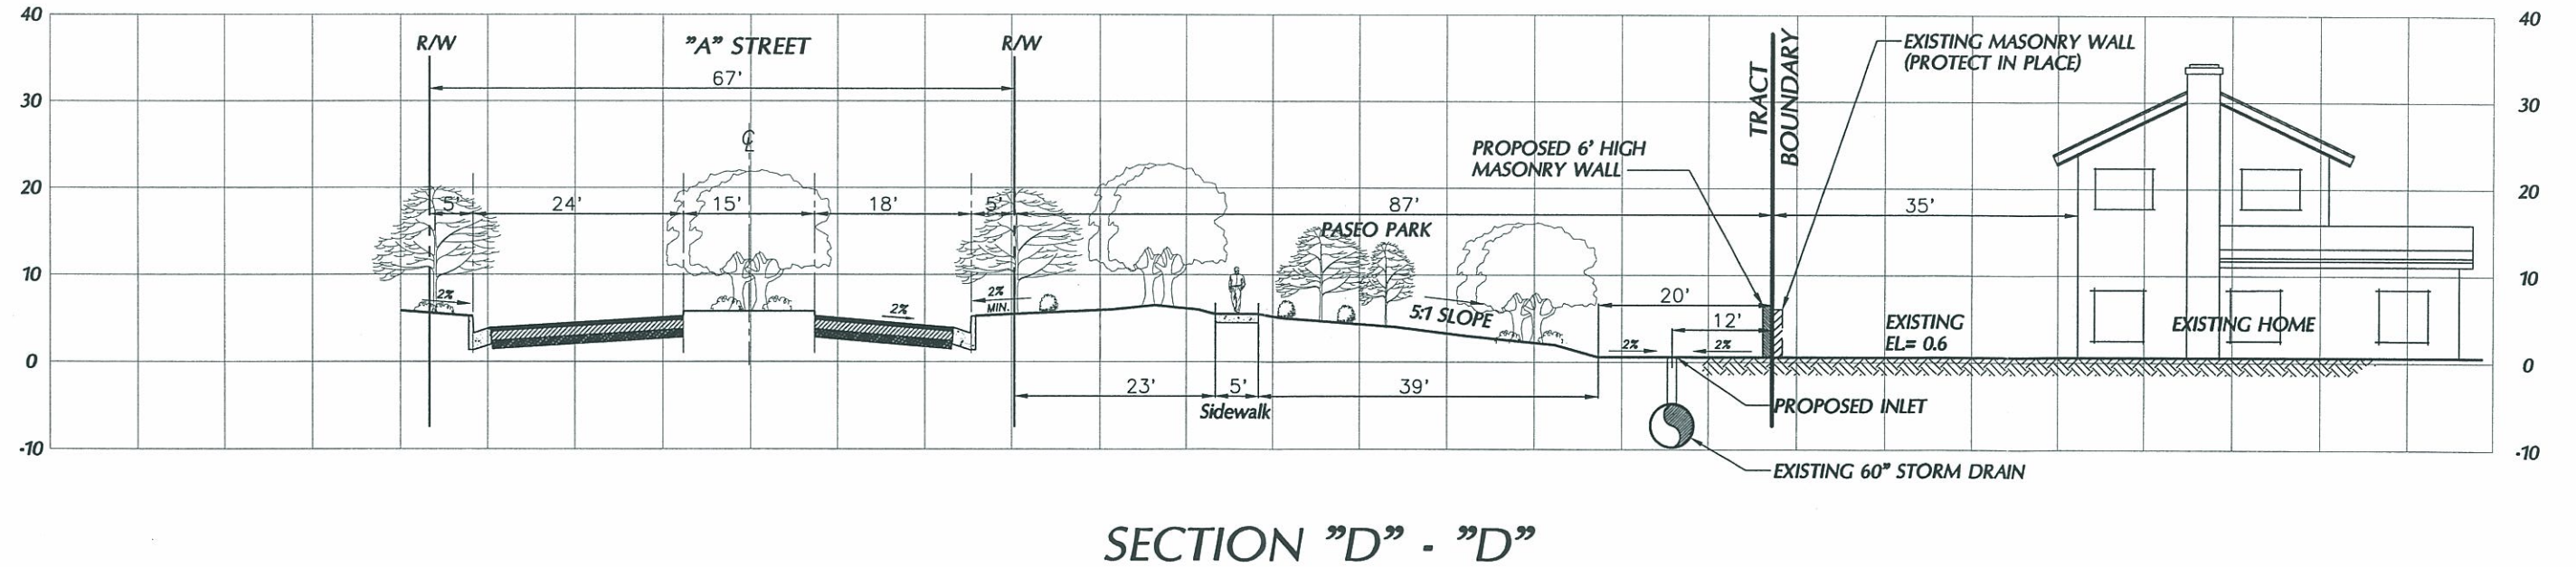 40
40
R/W
"A" STREET
R/W
67'
TRACT
BOUNDARY
EXISTING MASONRY WALL
(PROTECT IN PLACE)
30
30
℄
PROPOSED 6' HIGH
MASONRY WALL
20
20
5'
24'
15'
18'
5'
87'
35'
PASEO PARK
10
10
2%
2%
2%
MIN.
5:1 SLOPE
20'
12'
2%
2%
EXISTING
EL= 0.6
EXISTING HOME
0
0
23'
5'
39'
Sidewalk
PROPOSED INLET
-10
-10
EXISTING 60" STORM DRAIN
SECTION "D" - "D"